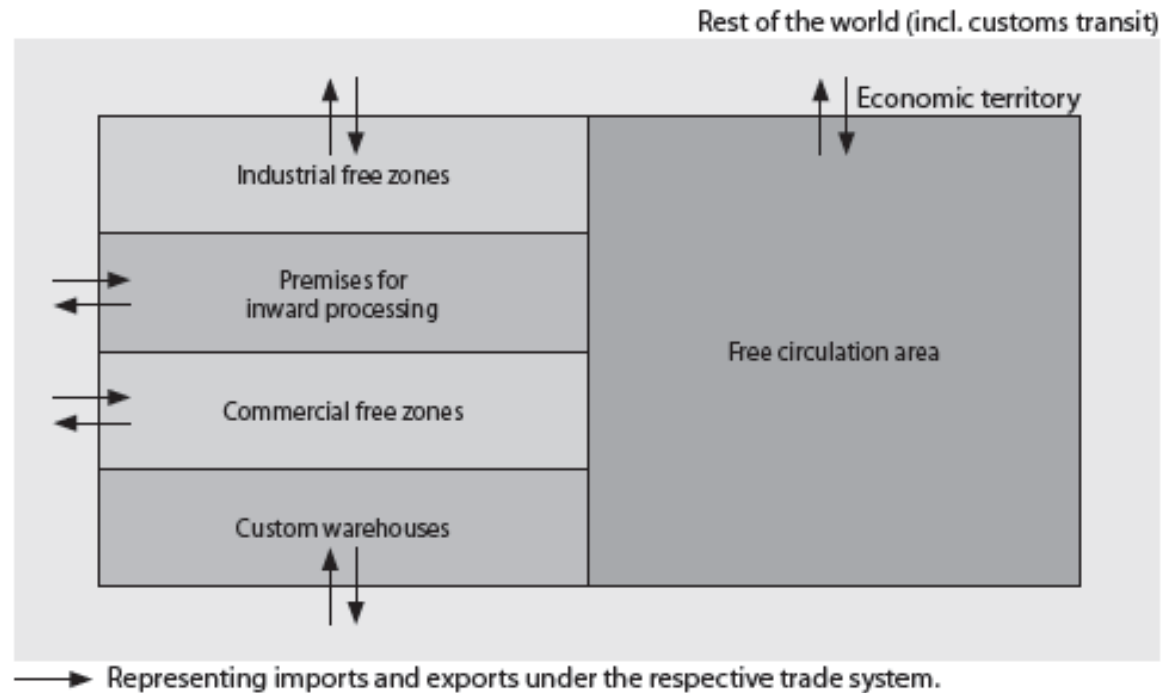 Rest of the world (incl. customs transit)
Economic territory
Industrial free zones
Premises for
inward processing
Commercial free zones
Custom warehouses
Free circulation area
Representing imports and exports under the respective trade system.